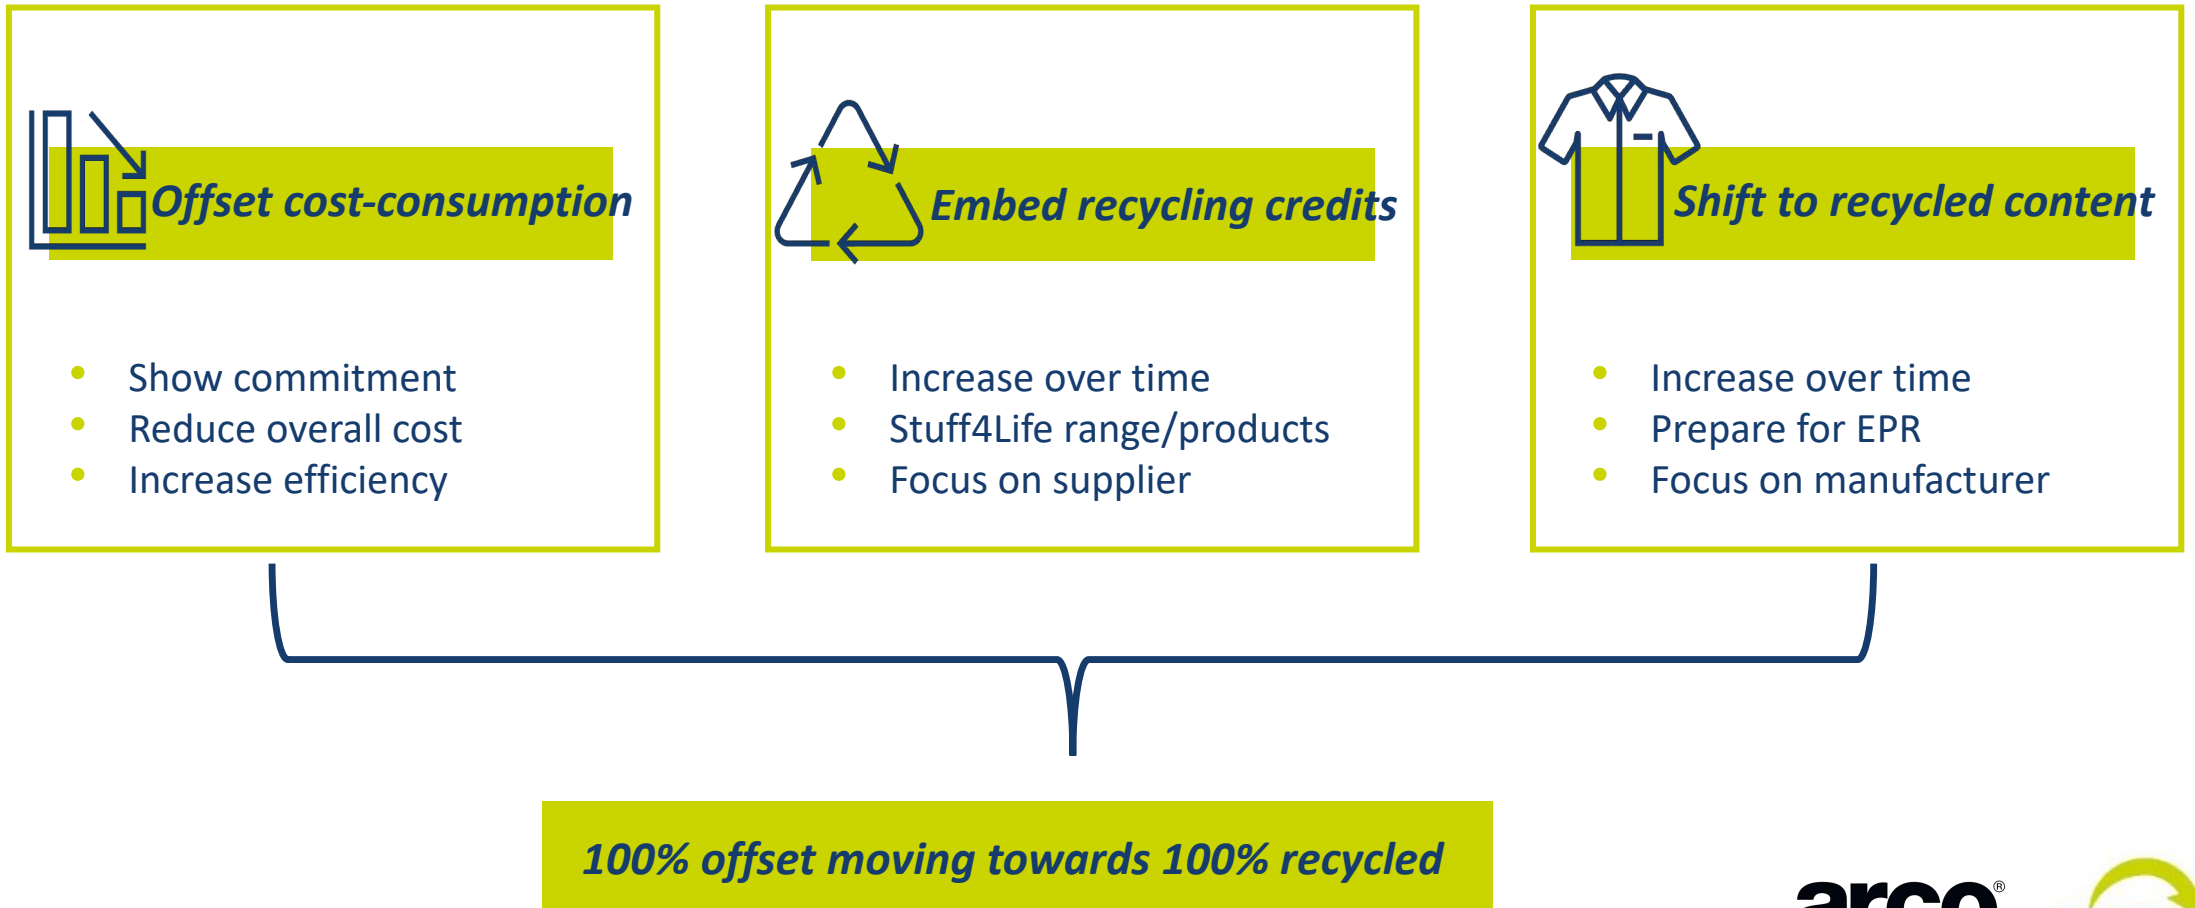 Offset cost-consumption
• Show commitment
• Reduce overall cost
• Increase efficiency
Embed recycling credits
• Increase over time
• Stuff4Life range/products
• Focus on supplier
Shift to recycled content
• Increase over time
• Prepare for EPR
• Focus on manufacturer
100% offset moving towards 100% recycled
arco®